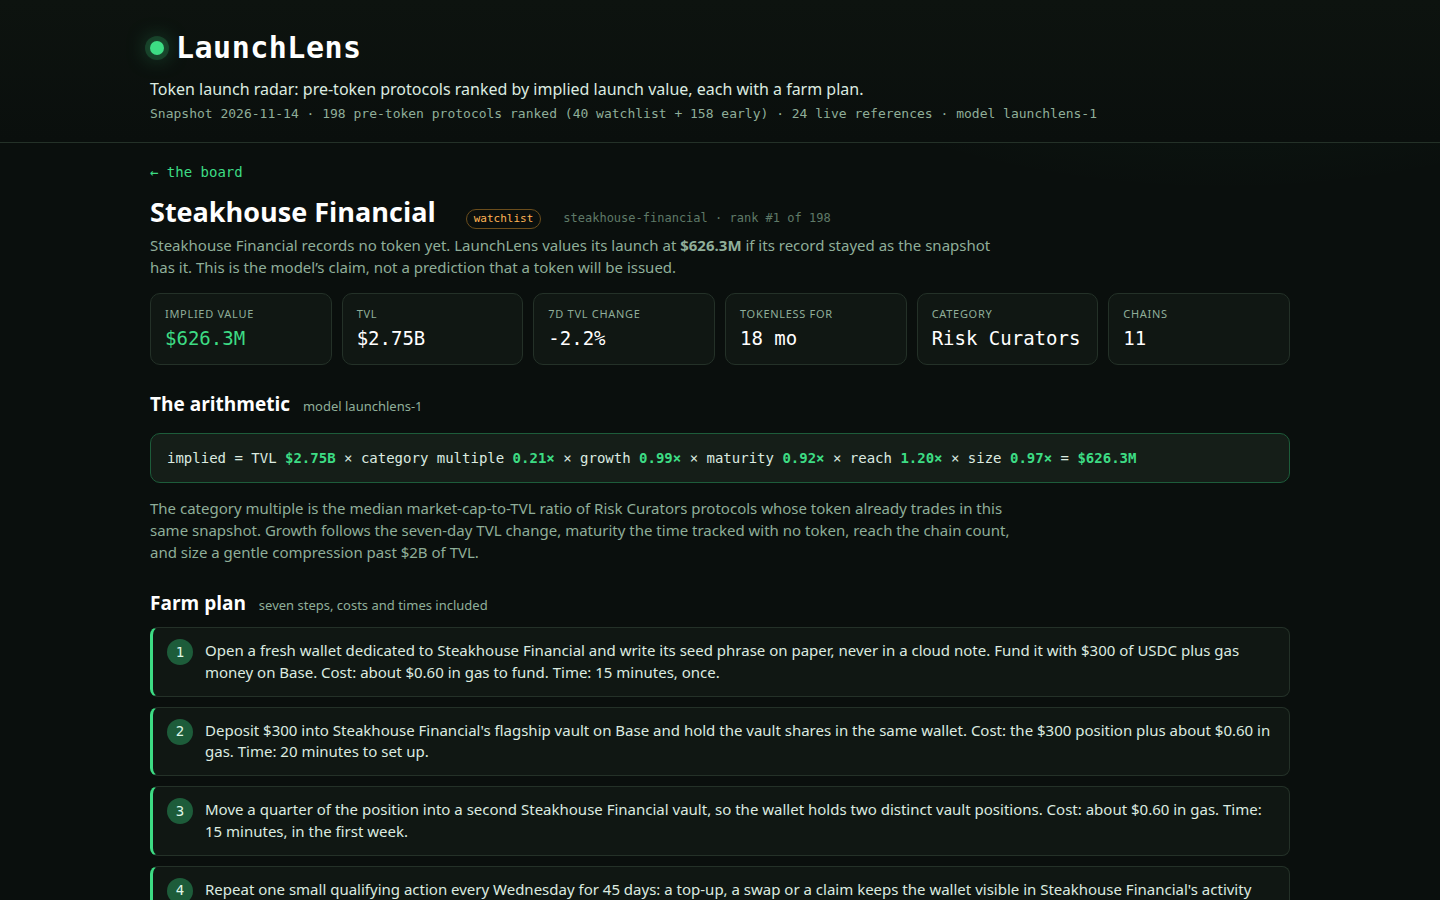 LaunchLens
Token launch radar: pre-token protocols ranked by implied launch value, each with a farm plan.
Snapshot 2026-11-14 · 198 pre-token protocols ranked (40 watchlist + 158 early) · 24 live references · model launchlens-1
← the board
Steakhouse Financial watchlist steakhouse-financial · rank #1 of 198
Steakhouse Financial records no token yet. LaunchLens values its launch at $626.3M if its record stayed as the snapshot
has it. This is the model’s claim, not a prediction that a token will be issued.
IMPLIED VALUE TVL 7D TVL CHANGE TOKENLESS FOR CATEGORY CHAINS
$626.3M $2.75B -2.2% 18 mo Risk Curators 11
The arithmetic model launchlens-1
implied = TVL $2.75B × category multiple 0.21× × growth 0.99× × maturity 0.92× × reach 1.20× × size 0.97× = $626.3M
The category multiple is the median market-cap-to-TVL ratio of Risk Curators protocols whose token already trades in this
same snapshot. Growth follows the seven-day TVL change, maturity the time tracked with no token, reach the chain count,
and size a gentle compression past $2B of TVL.
Farm plan seven steps, costs and times included
1 Open a fresh wallet dedicated to Steakhouse Financial and write its seed phrase on paper, never in a cloud note. Fund it with $300 of USDC plus gas
money on Base. Cost: about $0.60 in gas to fund. Time: 15 minutes, once.
2 Deposit $300 into Steakhouse Financial's flagship vault on Base and hold the vault shares in the same wallet. Cost: the $300 position plus about $0.60 in
gas. Time: 20 minutes to set up.
3 Move a quarter of the position into a second Steakhouse Financial vault, so the wallet holds two distinct vault positions. Cost: about $0.60 in gas. Time:
15 minutes, in the first week.
4 Repeat one small qualifying action every Wednesday for 45 days: a top-up, a swap or a claim keeps the wallet visible in Steakhouse Financial's activity